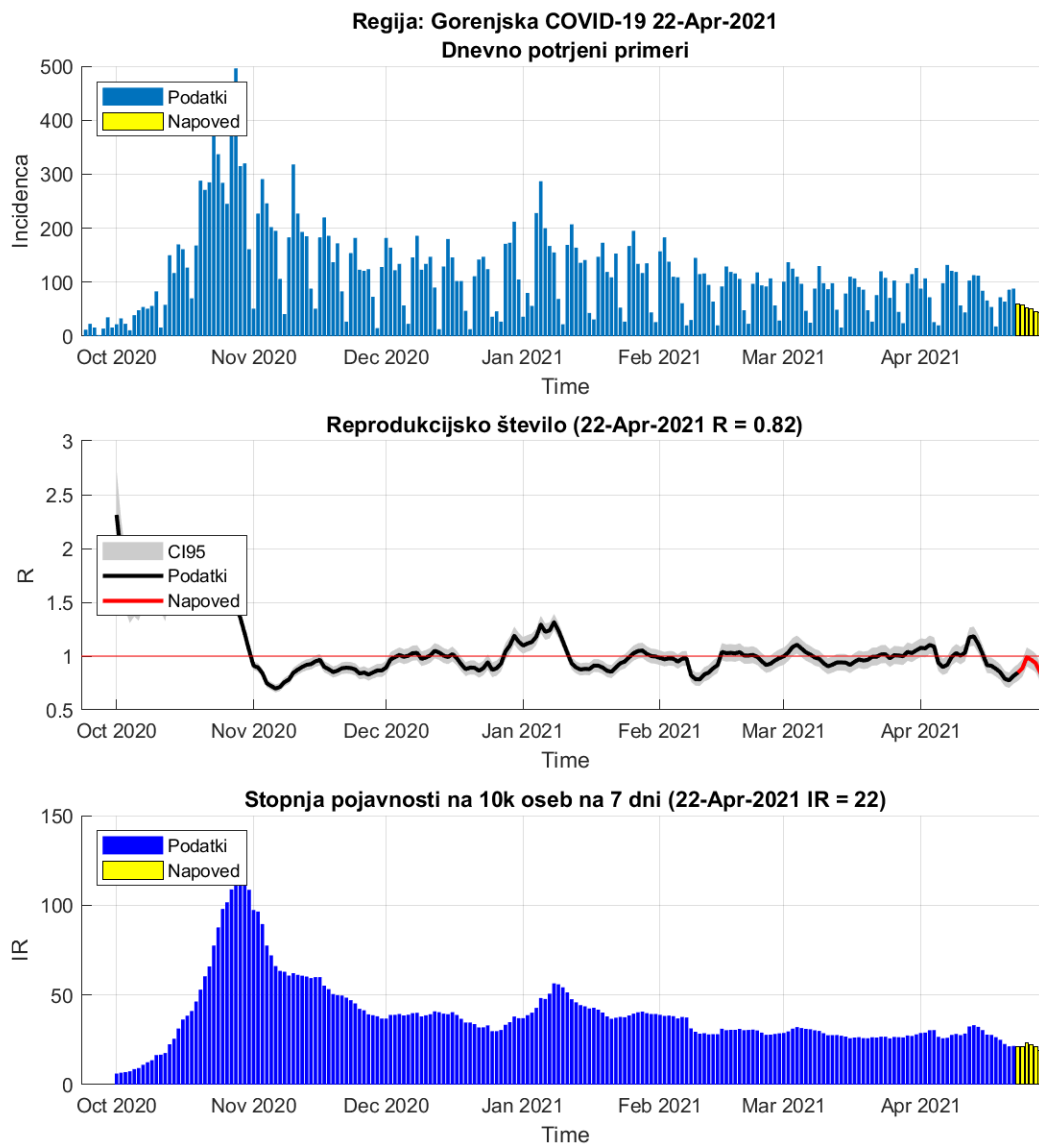 Regija: Gorenjska COVID-19 22-Apr-2021
Dnevno potrjeni primeri
500
400
300
200
100
0
Incidenca
Podatki
Napoved
Oct 2020 Nov 2020 Dec 2020 Jan 2021 Feb 2021 Mar 2021 Apr 2021
Time
Reprodukcijsko število (22-Apr-2021 R = 0.82)
3
2.5
2
1.5
1
0.5
R
CI95
Podatki
Napoved
Oct 2020 Nov 2020 Dec 2020 Jan 2021 Feb 2021 Mar 2021 Apr 2021
Time
Stopnja pojavnosti na 10k oseb na 7 dni (22-Apr-2021 IR = 22)
150
100
50
0
IR
Podatki
Napoved
Oct 2020 Nov 2020 Dec 2020 Jan 2021 Feb 2021 Mar 2021 Apr 2021
Time